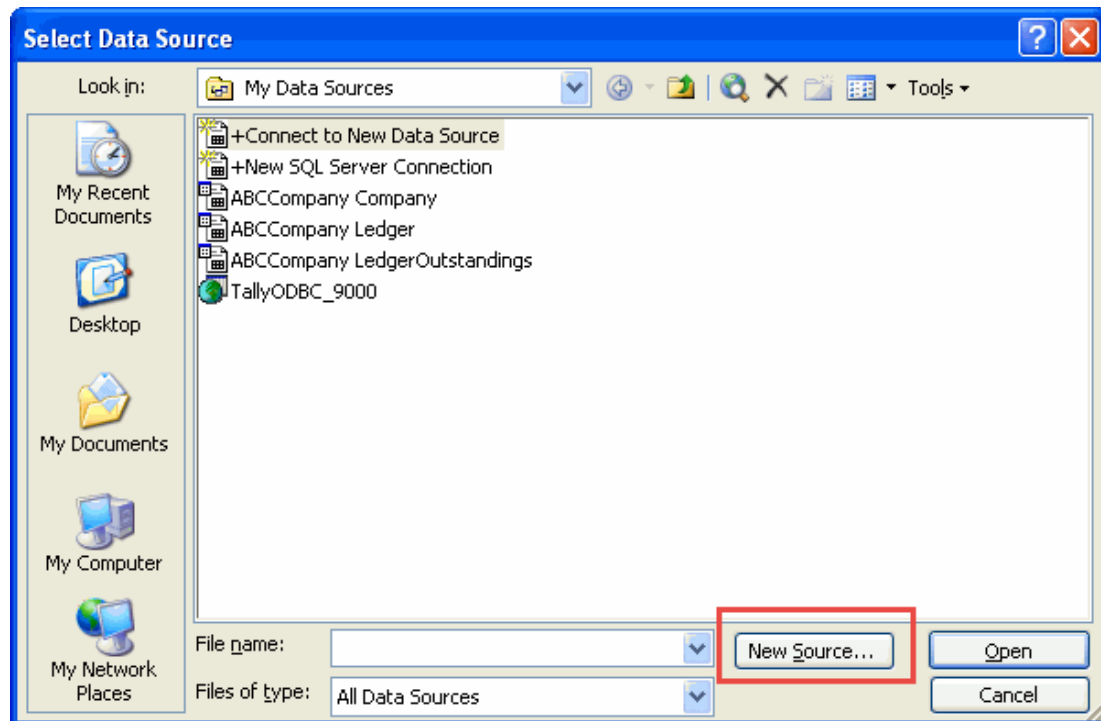 Select Data Source
Look in: My Data Sources Tools
+Connect to New Data Source
+New SQL Server Connection
ABCCompany Company
ABCCompany Ledger
ABCCompany LedgerOutstandings
TallyODBC_9000
My Recent
Documents
Desktop
My Documents
My Computer
My Network
Places
File name: New Source... Open
Files of type: All Data Sources Cancel